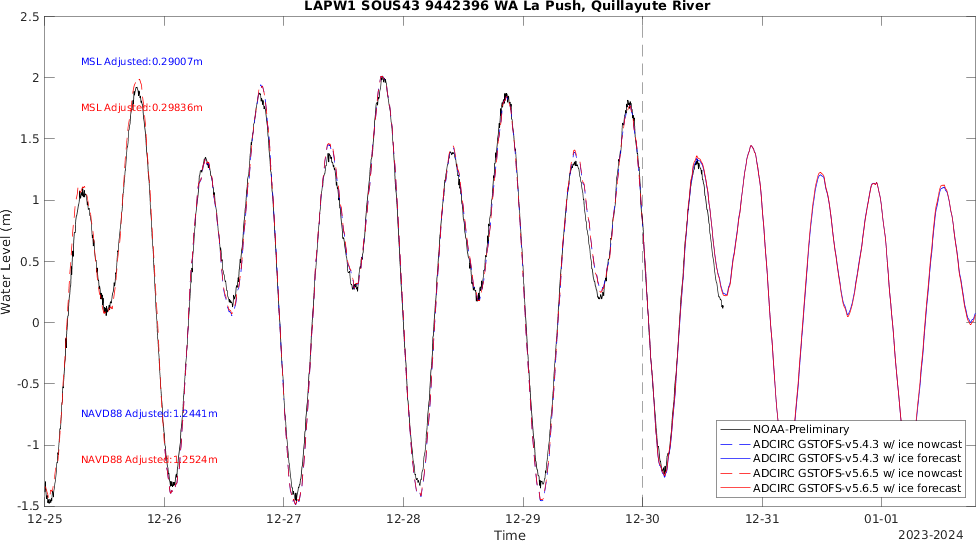 LAPW1 SOUS43 9442396 WA La Push, Quillayute River
2.5
2
1.5
1
0.5
0
-0.5
-1
-1.5
Water Level (m)
MSL Adjusted:0.29007m
MSL Adjusted:0.29836m
NAVD88 Adjusted:1.2441m
NAVD88 Adjusted:1.2524m
NOAA-Preliminary
ADCIRC GSTOFS-v5.4.3 w/ ice nowcast
ADCIRC GSTOFS-v5.4.3 w/ ice forecast
ADCIRC GSTOFS-v5.6.5 w/ ice nowcast
ADCIRC GSTOFS-v5.6.5 w/ ice forecast
12-25 12-26 12-27 12-28 12-29 12-30 12-31 01-01
Time
2023-2024